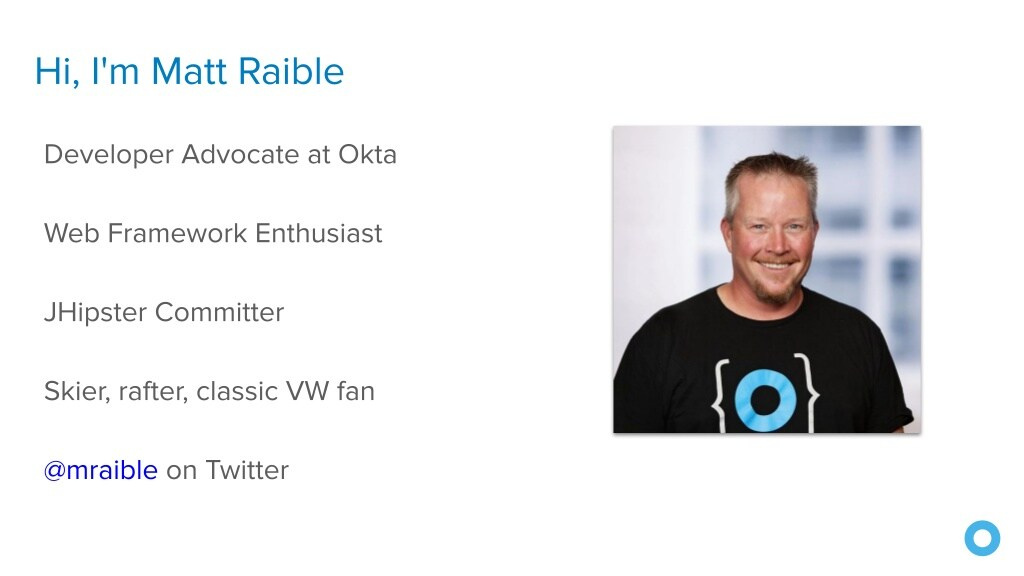 Hi, I'm Matt Raible
Developer Advocate at Okta
Web Framework Enthusiast
JHipster Committer
Skier, rafter, classic VW fan
@mraible on Twitter
{ }